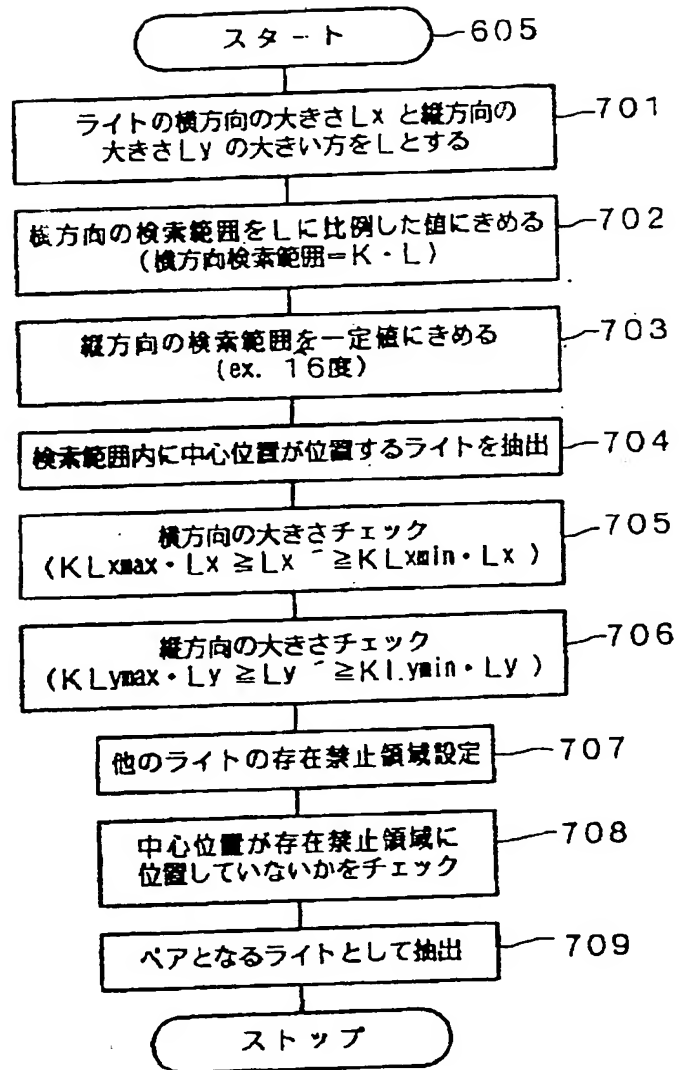 スタート
605
ライトの横方向の大きさLxと縦方向の
大きさLyの大きい方をLとする
701
横方向の検索範囲をLに比例した値にきめる
(横方向検索範囲=K・L)
702
縦方向の検索範囲を一定値にきめる
(ex. 16度)
703
検索範囲内に中心位置が位置するライトを抽出
704
横方向の大きさチェック
(KLxmax・Lx≧Lx´≧KLxmin・Lx)
705
縦方向の大きさチェック
(KLymax・Ly≧Ly´≧KLymin・Ly)
706
他のライトの存在禁止領域設定
707
中心位置が存在禁止領域に
位置していないかをチェック
708
ペアとなるライトとして抽出
709
ストップ